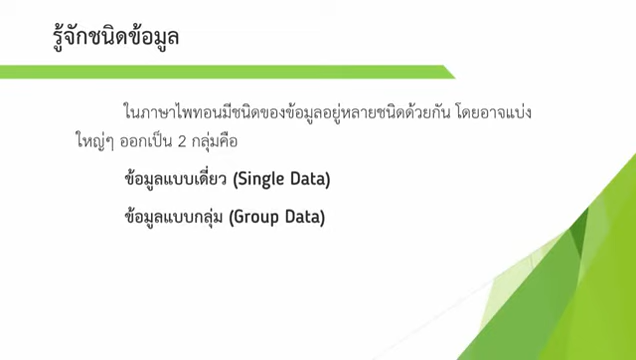 รู้จักชนิดข้อมูล
ในภาษาไพทอนมีชนิดของข้อมูลอยู่หลายชนิดด้วยกัน โดยอาจแบ่ง
ใหญ่ๆ ออกเป็น 2 กลุ่มคือ
ข้อมูลแบบเดี่ยว (Single Data)
ข้อมูลแบบกลุ่ม (Group Data)